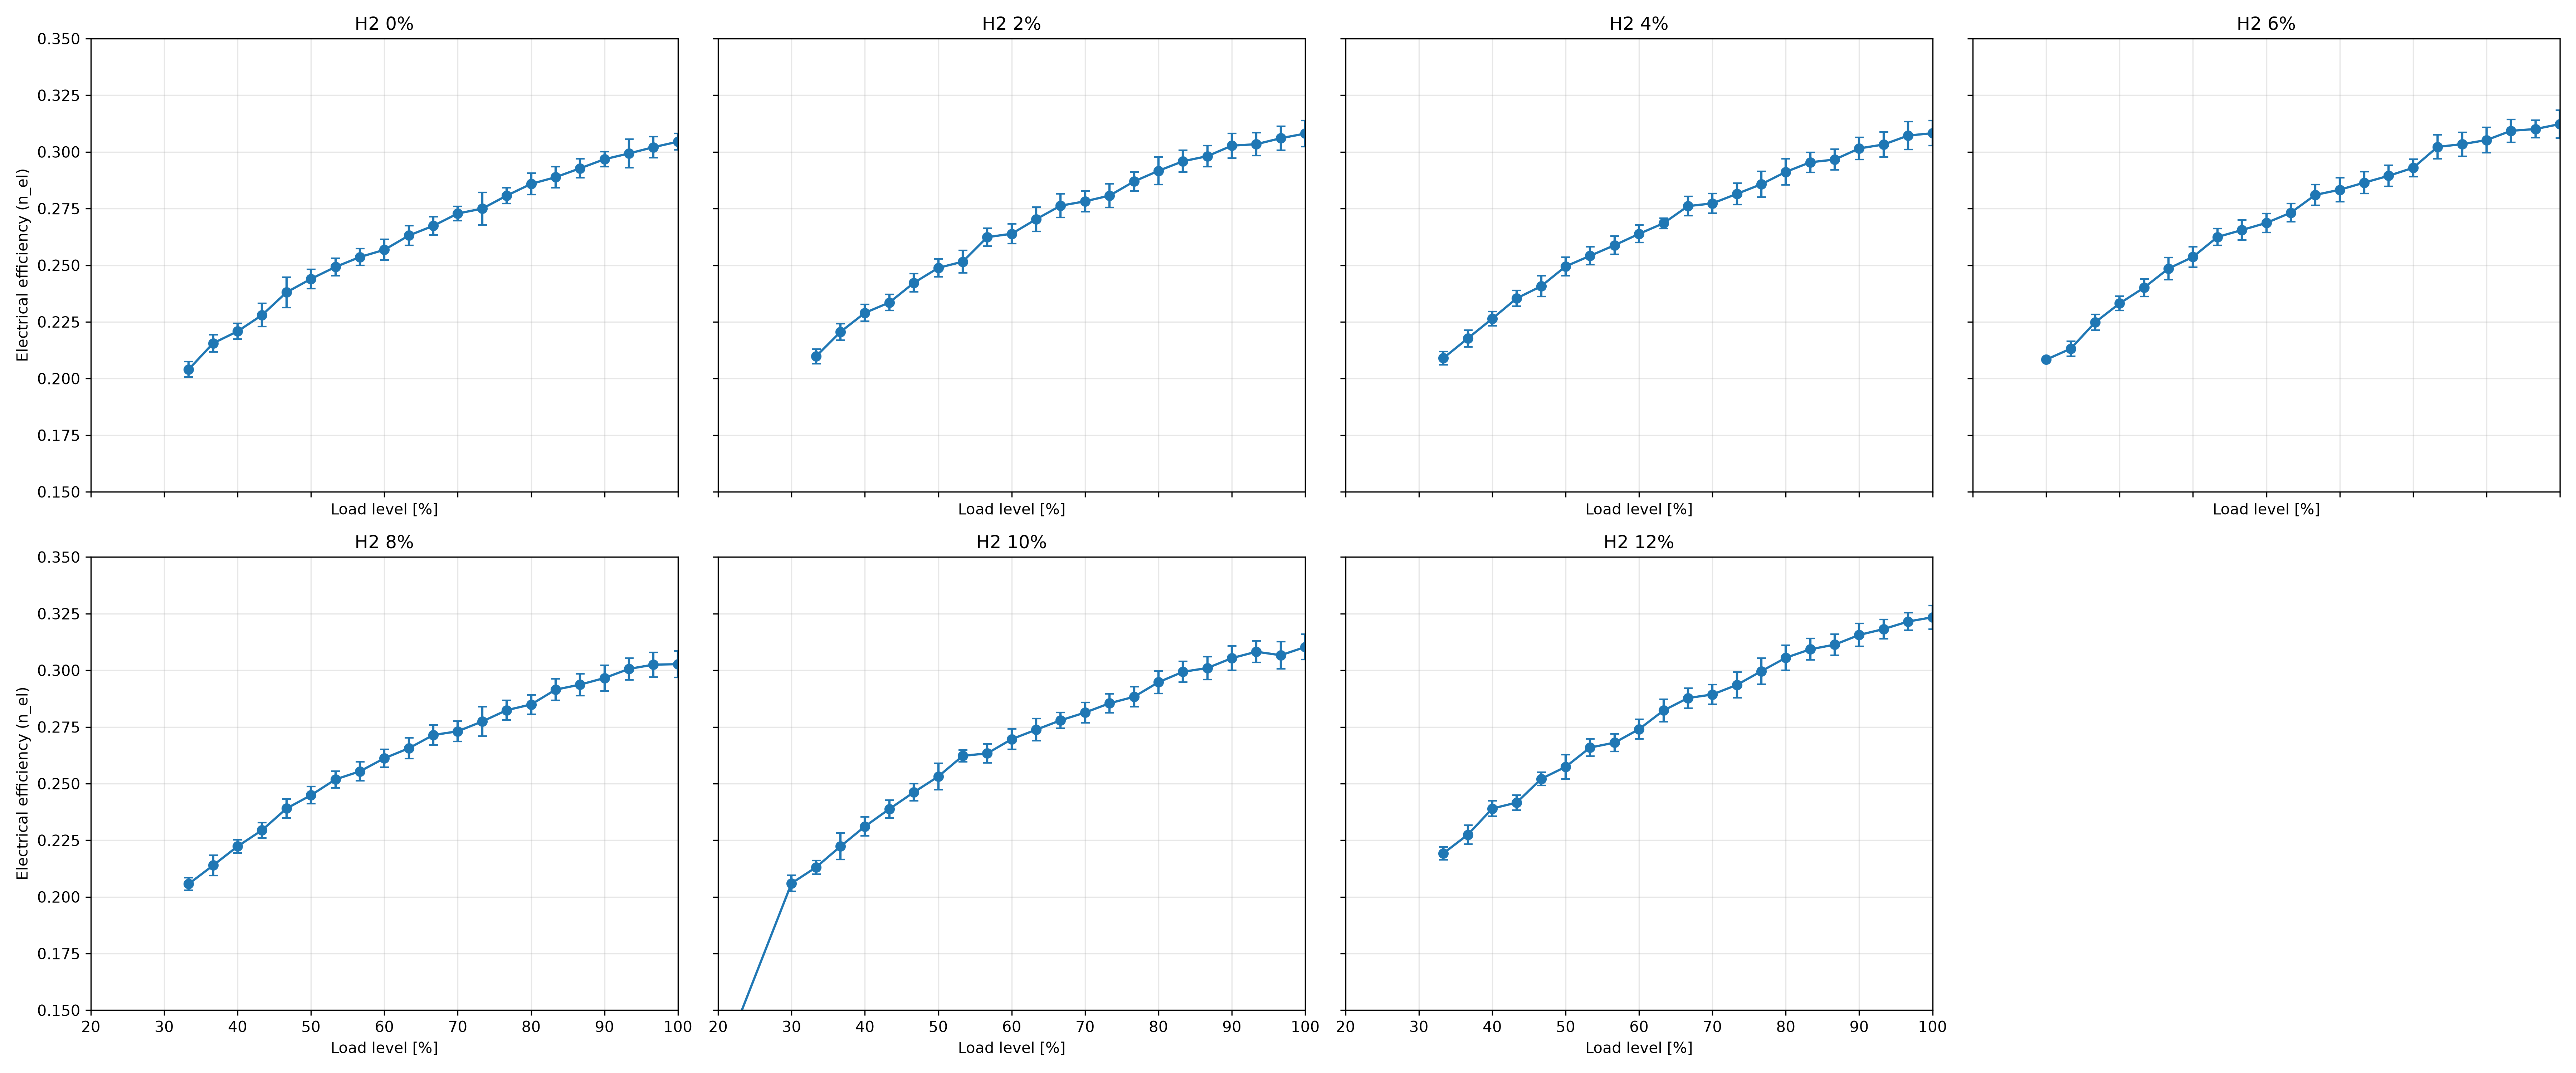 H2 0%
H2 2%
H2 4%
H2 6%
Electrical efficiency (n_el)
0.350
0.325
0.300
0.275
0.250
0.225
0.200
0.175
0.150
Load level [%]
Load level [%]
Load level [%]
Load level [%]
H2 8%
H2 10%
H2 12%
Electrical efficiency (n_el)
0.350
0.325
0.300
0.275
0.250
0.225
0.200
0.175
0.150
20 30 40 50 60 70 80 90 100
20 30 40 50 60 70 80 90 100
20 30 40 50 60 70 80 90 100
Load level [%]
Load level [%]
Load level [%]